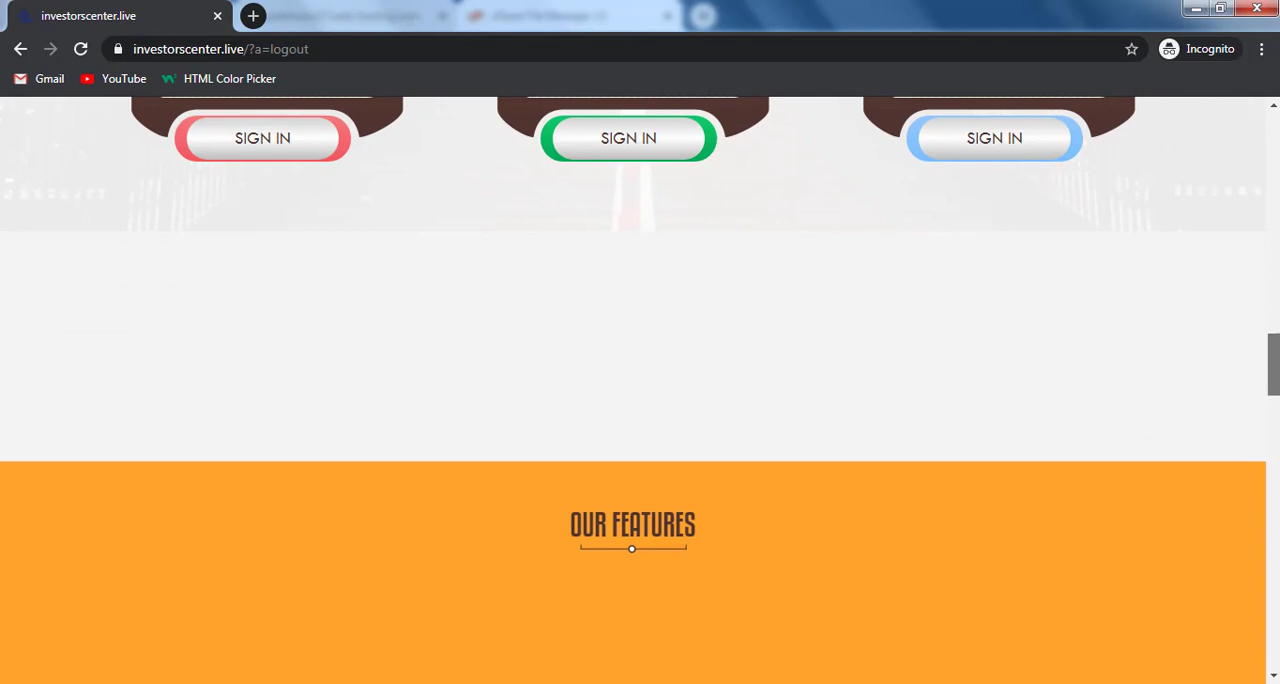 investorscenter.live
investorscenter.live/?a=logout
Incognito
Gmail
YouTube
HTML Color Picker
SIGN IN
SIGN IN
SIGN IN
OUR FEATURES